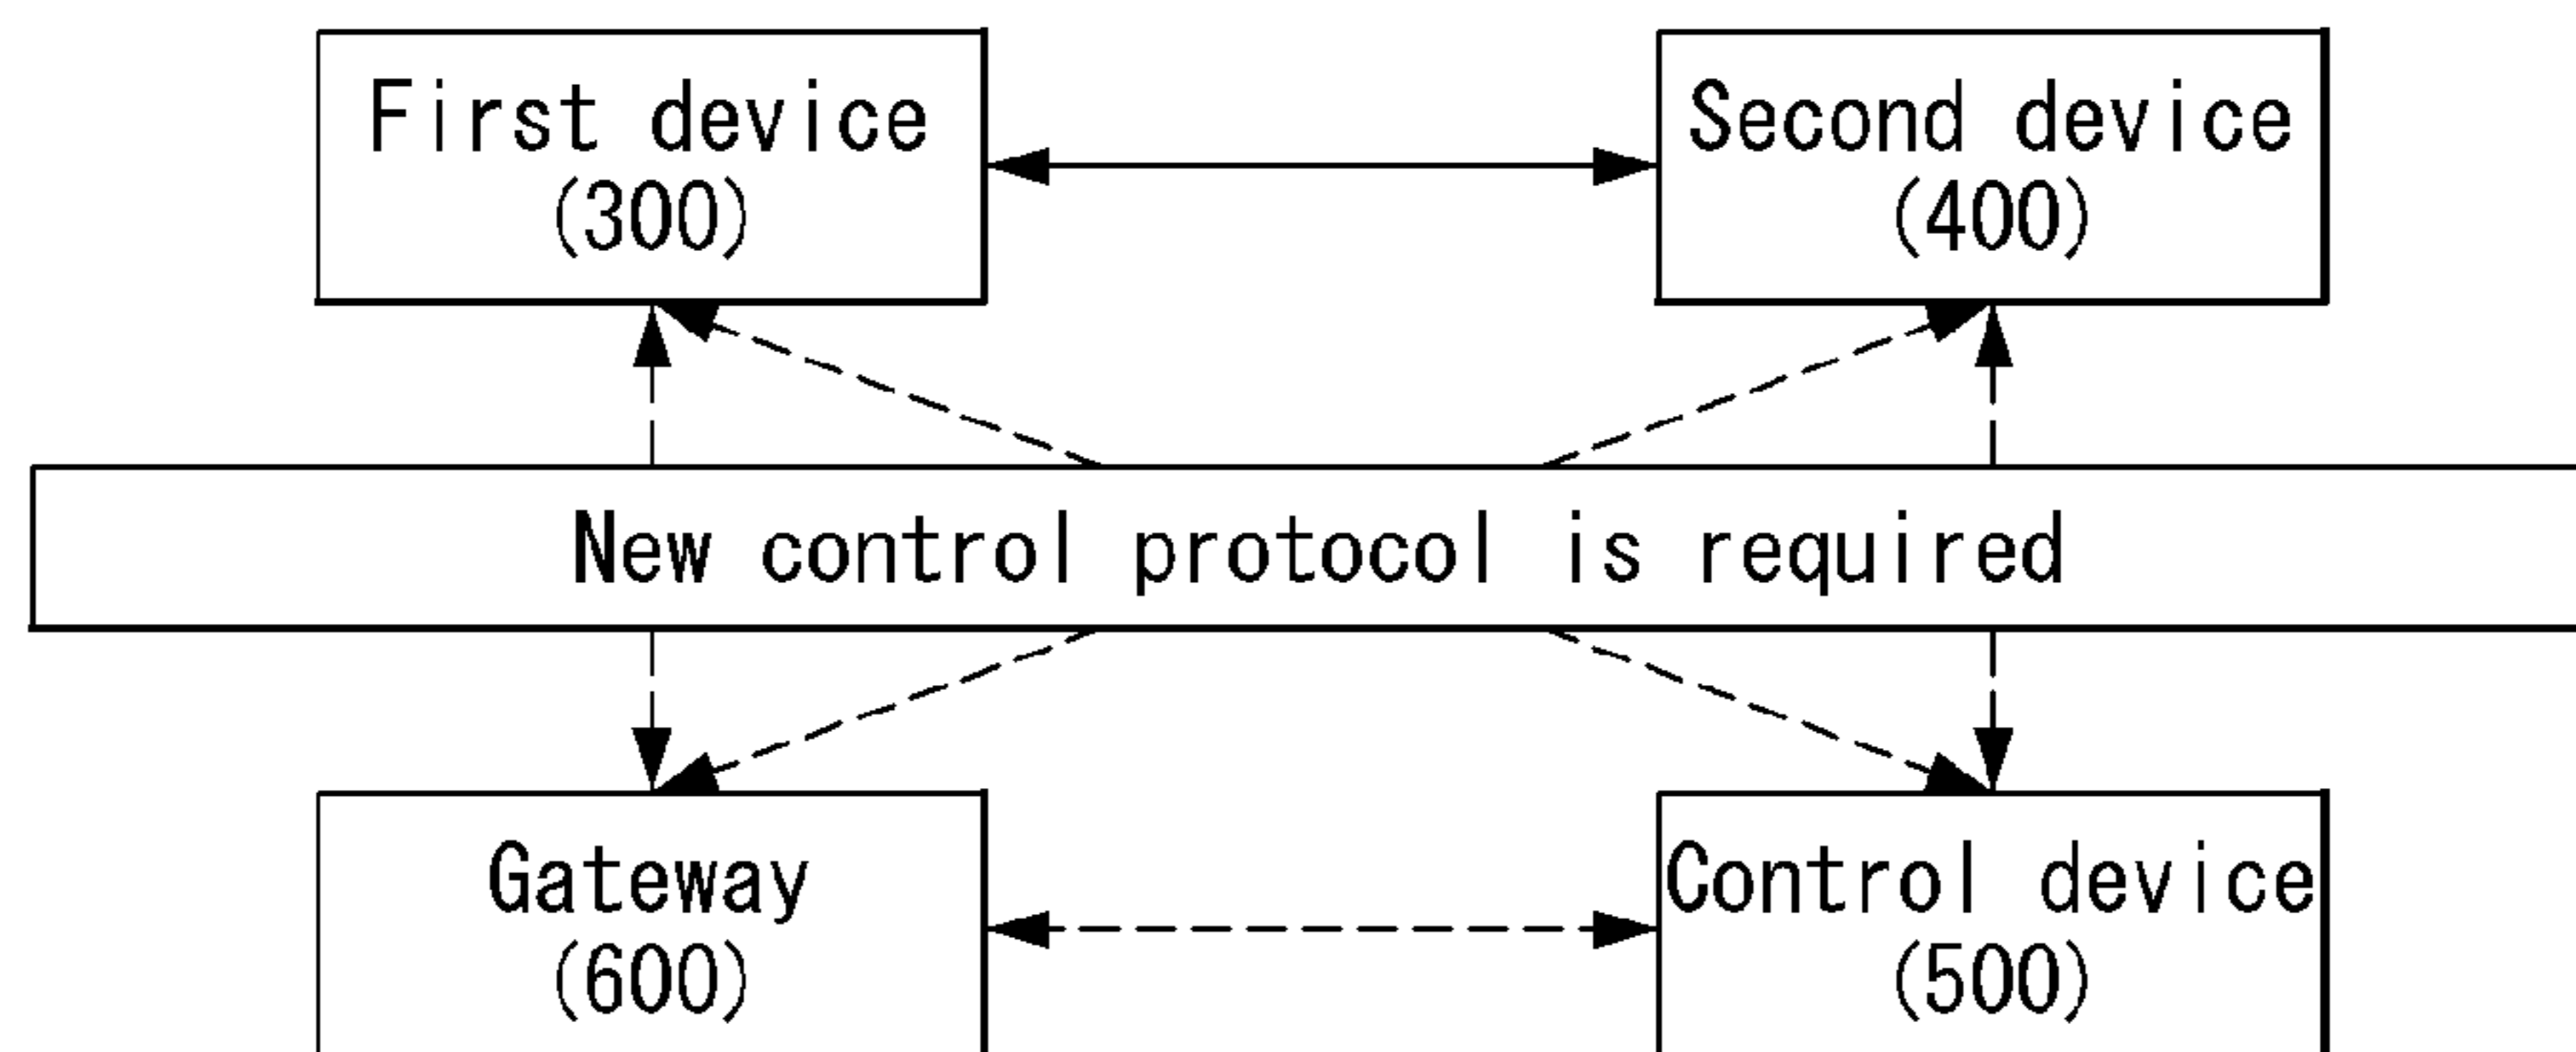 First device
(300)
Second device
(400)
New control protocol is required
Gateway
(600)
Control device
(500)